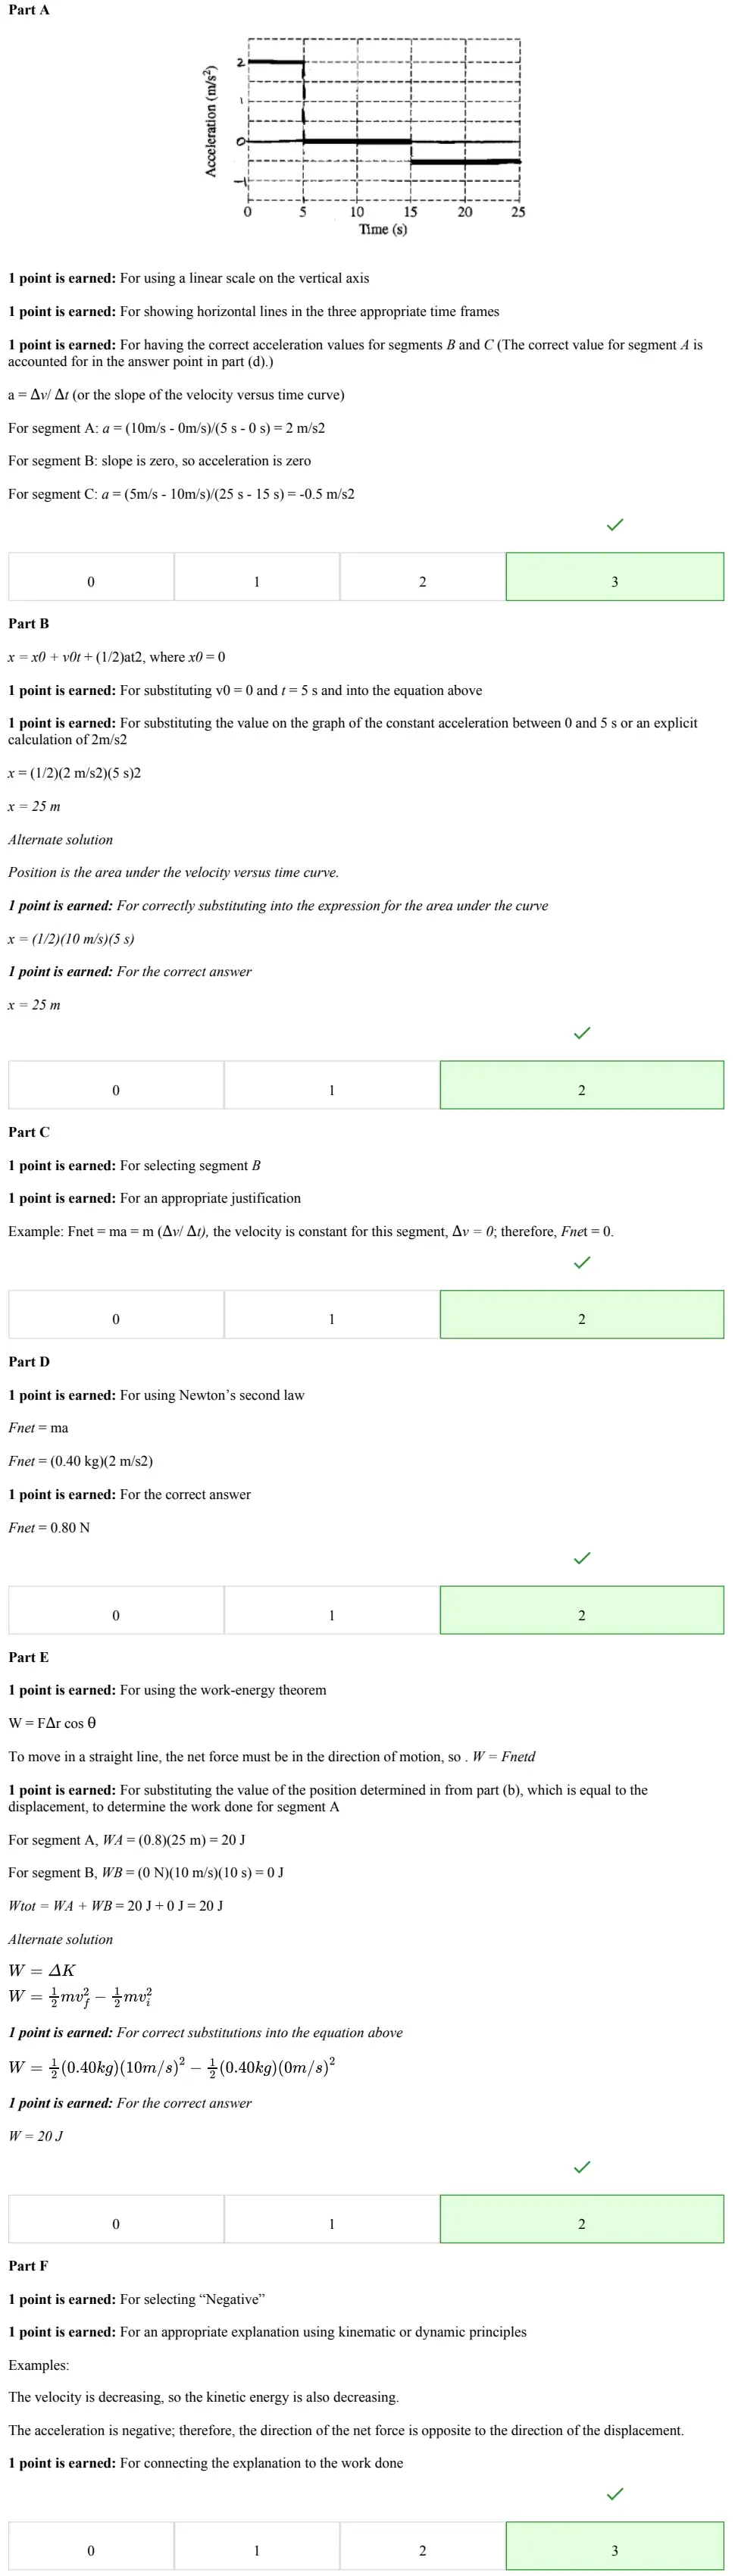 Part A
Acceleration (m/s²)
2
1
0
-1
0 5 10 15 20 25
Time (s)
1 point is earned: For using a linear scale on the vertical axis
1 point is earned: For showing horizontal lines in the three appropriate time frames
1 point is earned: For having the correct acceleration values for segments B and C (The correct value for segment A is
accounted for in the answer point in part (d).)
a = Δv/ Δt (or the slope of the velocity versus time curve)
For segment A: a = (10m/s - 0m/s)/(5 s - 0 s) = 2 m/s2
For segment B: slope is zero, so acceleration is zero
For segment C: a = (5m/s - 10m/s)/(25 s - 15 s) = -0.5 m/s2
0 1 2 3
Part B
x = x0 + v0t + (1/2)at2, where x0 = 0
1 point is earned: For substituting v0 = 0 and t = 5 s and into the equation above
1 point is earned: For substituting the value on the graph of the constant acceleration between 0 and 5 s or an explicit
calculation of 2m/s2
x = (1/2)(2 m/s2)(5 s)2
x = 25 m
Alternate solution
Position is the area under the velocity versus time curve.
1 point is earned: For correctly substituting into the expression for the area under the curve
x = (1/2)(10 m/s)(5 s)
1 point is earned: For the correct answer
x = 25 m
0 1 2
Part C
1 point is earned: For selecting segment B
1 point is earned: For an appropriate justification
Example: Fnet = ma = m (Δv/ Δt), the velocity is constant for this segment, Δv = 0; therefore, Fnet = 0.
0 1 2
Part D
1 point is earned: For using Newton’s second law
Fnet = ma
Fnet = (0.40 kg)(2 m/s2)
1 point is earned: For the correct answer
Fnet = 0.80 N
0 1 2
Part E
1 point is earned: For using the work-energy theorem
W = FΔr cos θ
To move in a straight line, the net force must be in the direction of motion, so . W = Fnetd
1 point is earned: For substituting the value of the position determined in from part (b), which is equal to the
displacement, to determine the work done for segment A
For segment A, WA = (0.8)(25 m) = 20 J
For segment B, WB = (0 N)(10 m/s)(10 s) = 0 J
Wtot = WA + WB = 20 J + 0 J = 20 J
Alternate solution
W = ΔK
W = ½mv_f² − ½mv_i²
1 point is earned: For correct substitutions into the equation above
W = ½(0.40kg)(10m/s)² − ½(0.40kg)(0m/s)²
1 point is earned: For the correct answer
W = 20 J
0 1 2
Part F
1 point is earned: For selecting “Negative”
1 point is earned: For an appropriate explanation using kinematic or dynamic principles
Examples:
The velocity is decreasing, so the kinetic energy is also decreasing.
The acceleration is negative; therefore, the direction of the net force is opposite to the direction of the displacement.
1 point is earned: For connecting the explanation to the work done
0 1 2 3